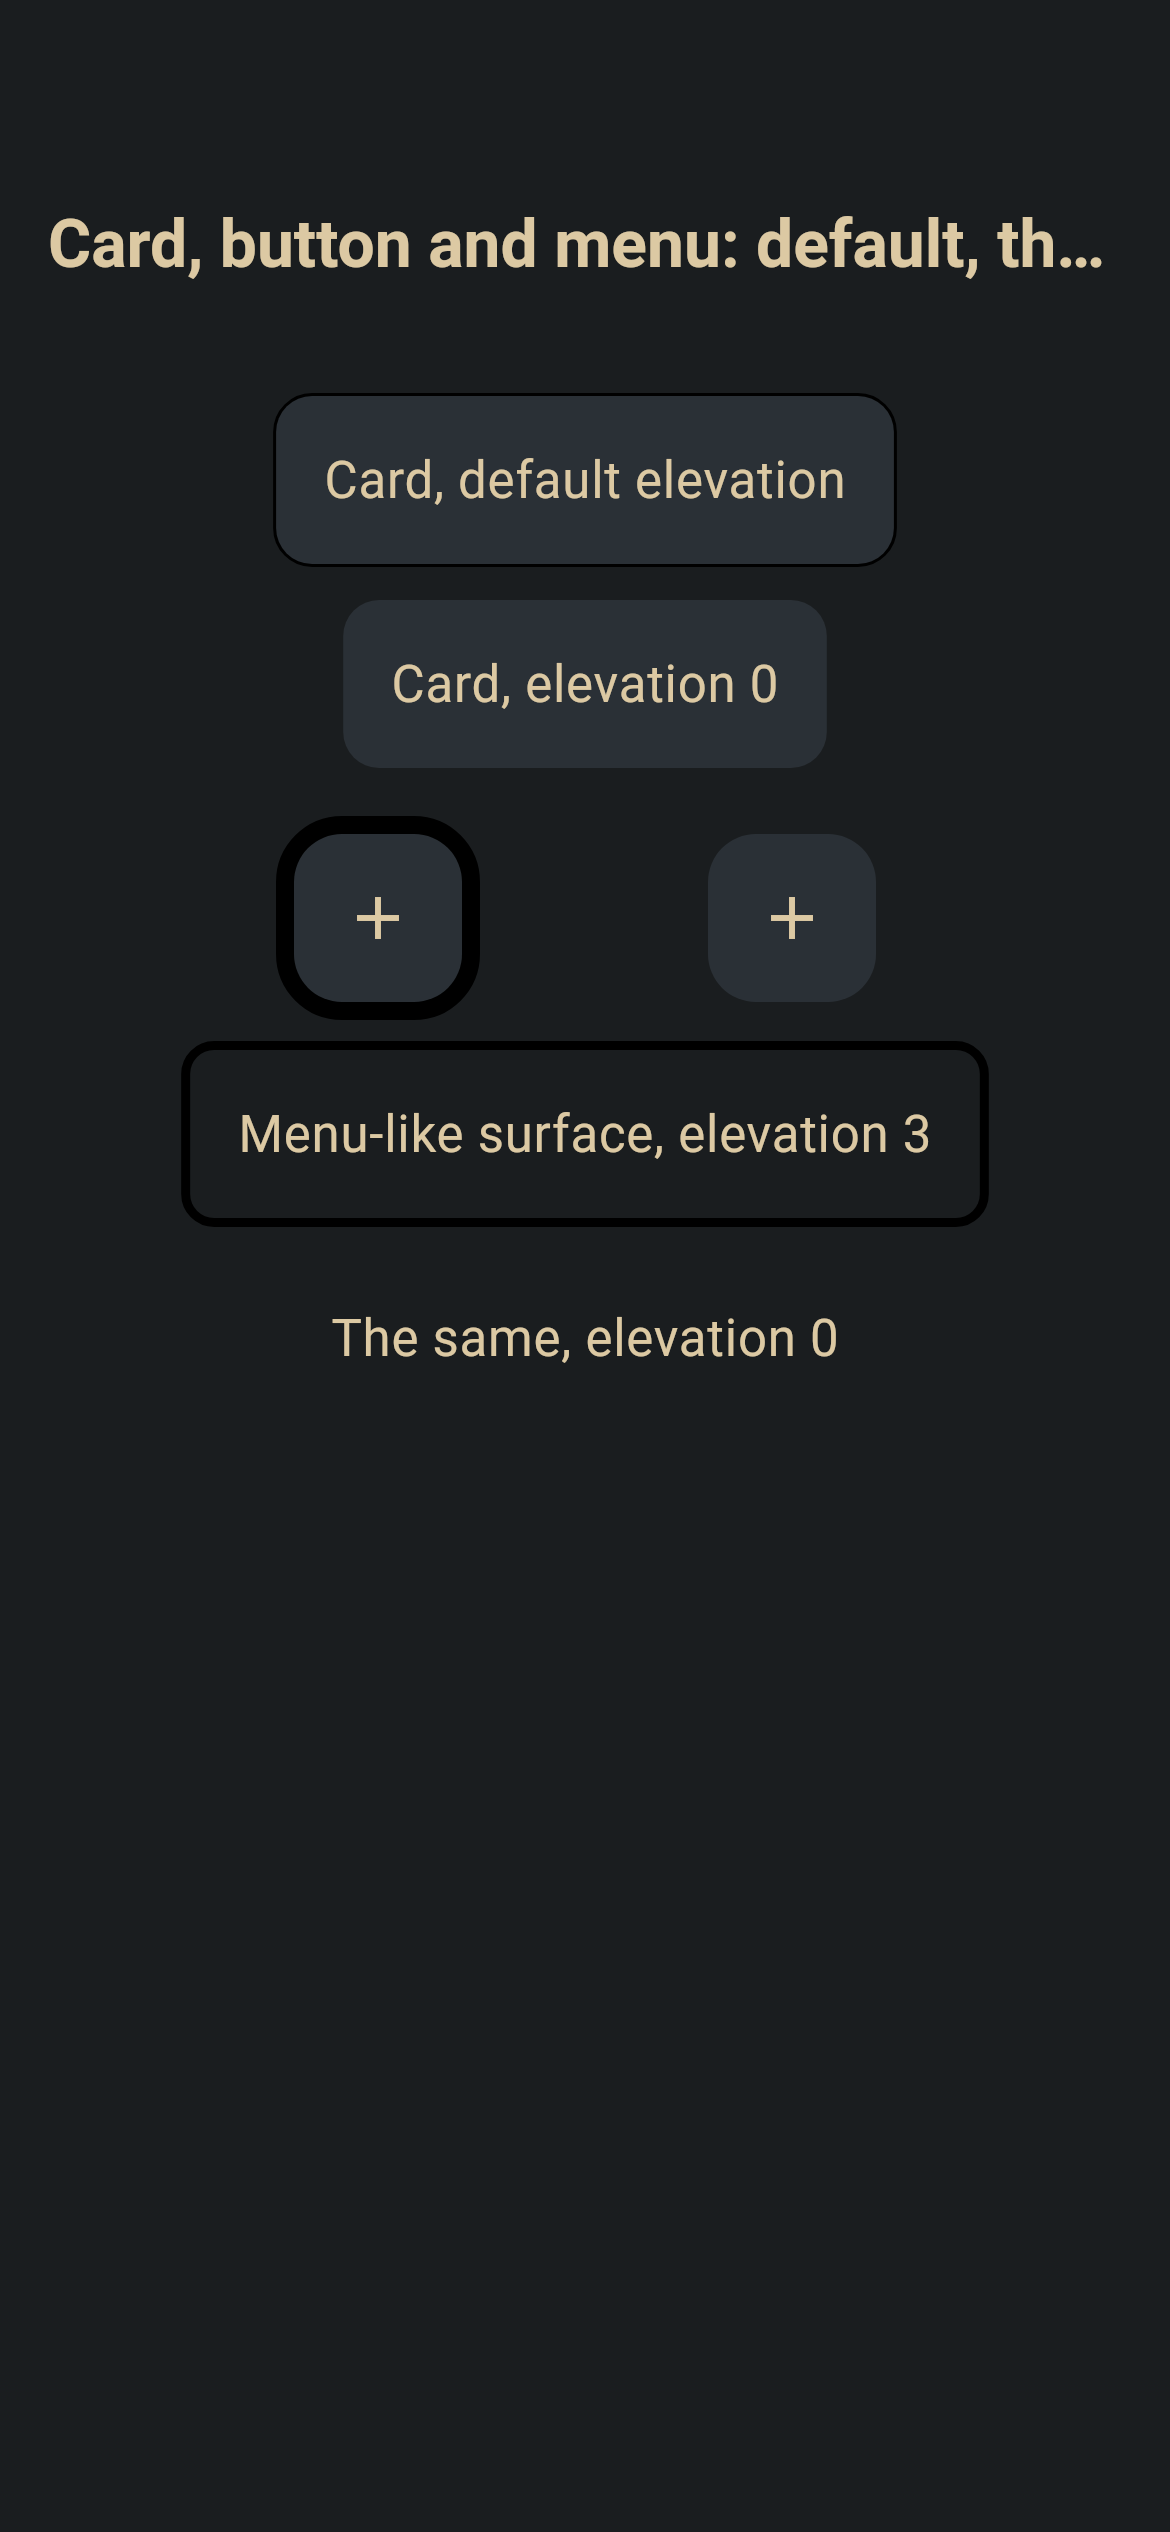 Card, button and menu: default, th…
Card, default elevation
Card, elevation 0
Menu-like surface, elevation 3
The same, elevation 0